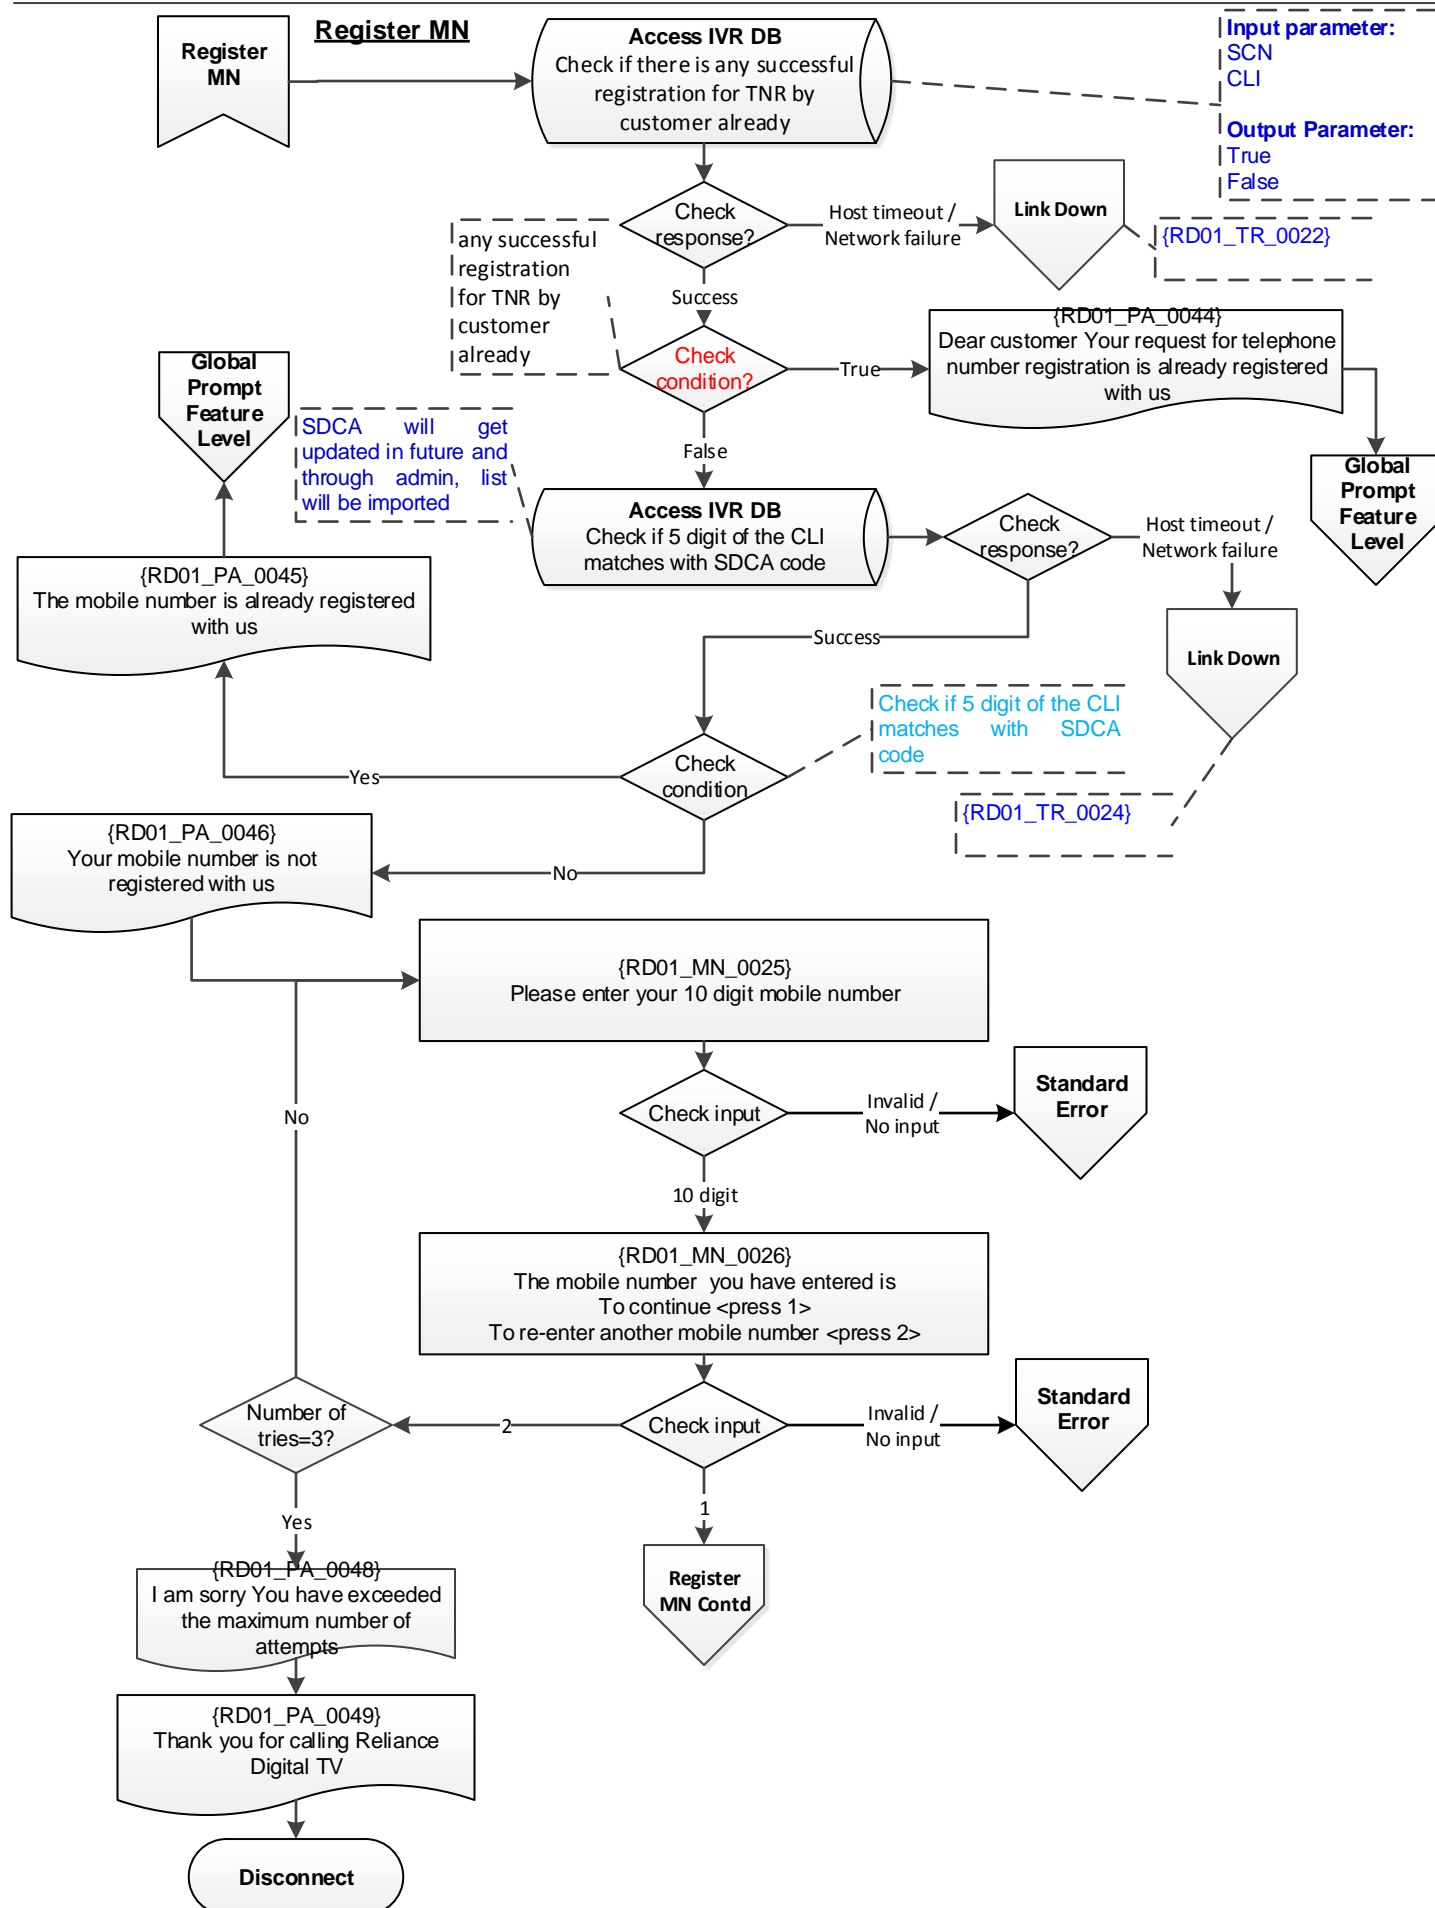 Register MN
Register
MN
Access IVR DB
Check if there is any successful
registration for TNR by
customer already
Input parameter:
SCN
CLI
Output Parameter:
True
False
Check
response?
Host timeout /
Network failure
Link Down
{RD01_TR_0022}
any successful
registration
for TNR by
customer
already
Success
Check
condition?
True
{RD01_PA_0044}
Dear customer Your request for telephone
number registration is already registered
with us
Global
Prompt
Feature
Level
False
Global
Prompt
Feature
Level
SDCA will get
updated in future and
through admin, list
will be imported
Access IVR DB
Check if 5 digit of the CLI
matches with SDCA code
Check
response?
Host timeout /
Network failure
Link Down
{RD01_TR_0024}
Success
{RD01_PA_0045}
The mobile number is already registered
with us
Check if 5 digit of the CLI
matches with SDCA
code
Check
condition
Yes
No
{RD01_PA_0046}
Your mobile number is not
registered with us
{RD01_MN_0025}
Please enter your 10 digit mobile number
Check input
Invalid /
No input
Standard
Error
10 digit
No
{RD01_MN_0026}
The mobile number you have entered is
To continue <press 1>
To re-enter another mobile number <press 2>
Check input
Invalid /
No input
Standard
Error
2
Number of
tries=3?
1
Register
MN Contd
Yes
{RD01_PA_0048}
I am sorry You have exceeded
the maximum number of
attempts
{RD01_PA_0049}
Thank you for calling Reliance
Digital TV
Disconnect